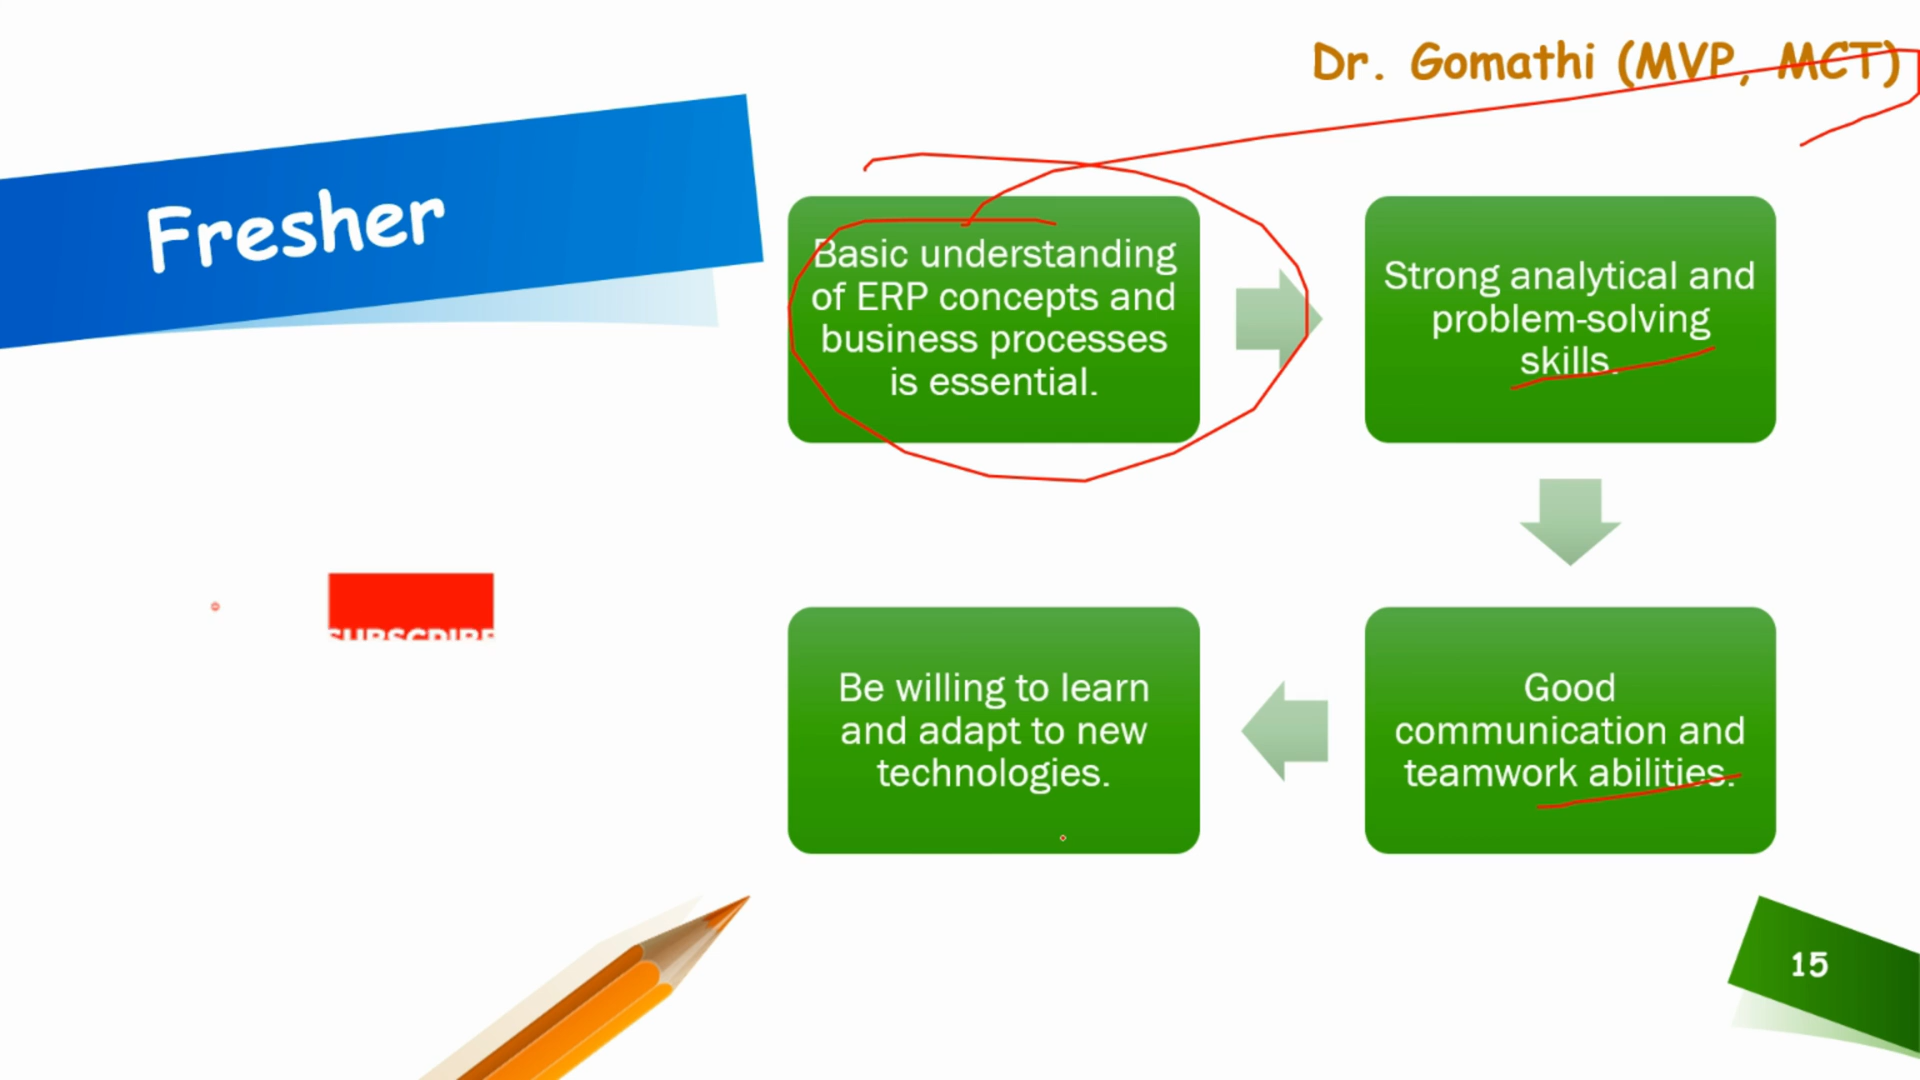 Dr. Gomathi (MVP, MCT)
Fresher
Basic understanding
of ERP concepts and
business processes
is essential.
Strong analytical and
problem-solving
skills.
Good
communication and
teamwork abilities.
Be willing to learn
and adapt to new
technologies.
SUBSCRIBE
15